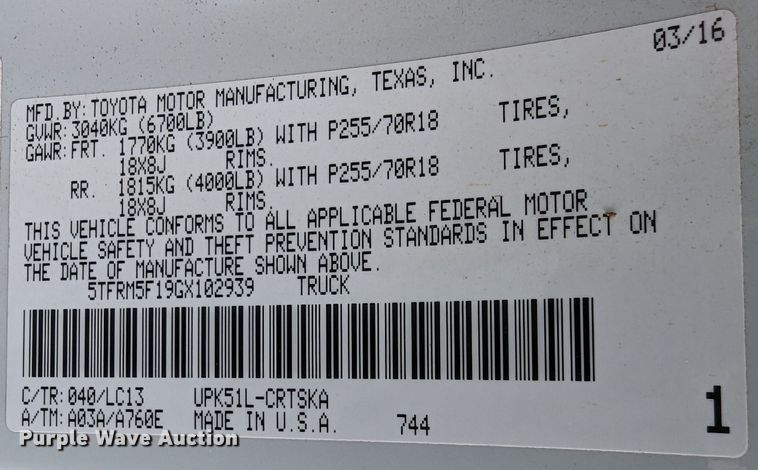 03/16
MFD.BY:TOYOTA MOTOR MANUFACTURING, TEXAS, INC.
GVWR:3040KG (6700LB)
GAWR:FRT. 1770KG (3900LB) WITH P255/70R18 TIRES,
18X8J RIMS.
RR. 1815KG (4000LB) WITH P255/70R18 TIRES,
18X8J RIMS.
THIS VEHICLE CONFORMS TO ALL APPLICABLE FEDERAL MOTOR
VEHICLE SAFETY AND THEFT PREVENTION STANDARDS IN EFFECT ON
THE DATE OF MANUFACTURE SHOWN ABOVE.
5TFRM5F19GX102939 TRUCK
C/TR:040/LC13 UPK51L-CRTSKA
A/TM:A03A/A760E MADE IN U.S.A. 744
1
Purple Wave Auction